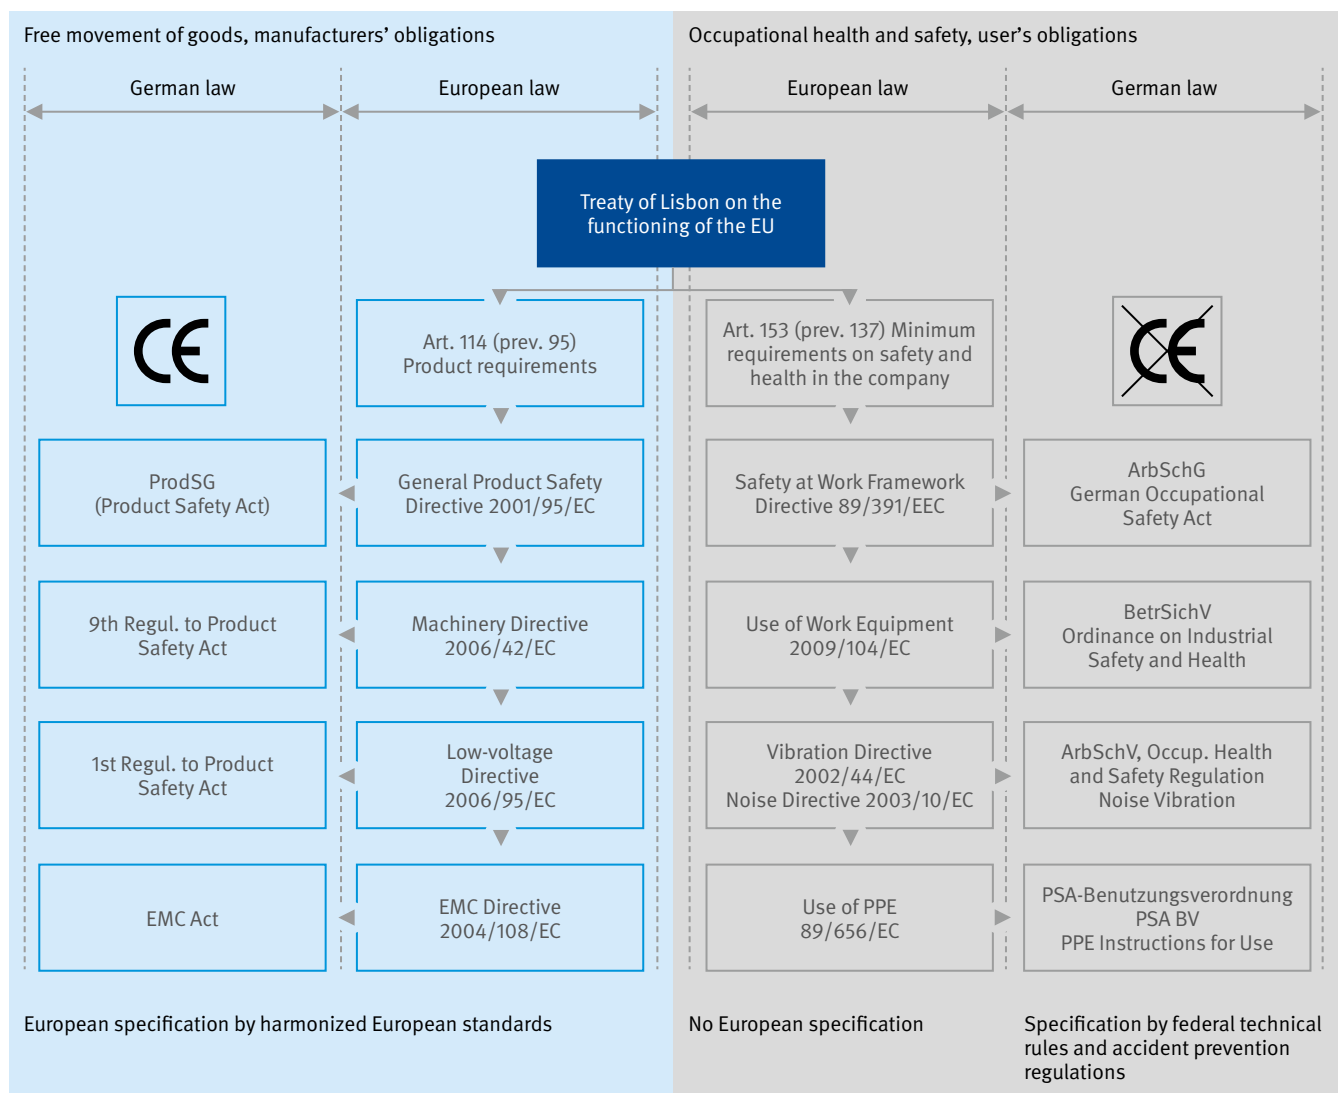 Free movement of goods, manufacturers’ obligations
Occupational health and safety, user’s obligations
German law
European law
European law
German law
Treaty of Lisbon on the
functioning of the EU
CE
Art. 114 (prev. 95)
Product requirements
Art. 153 (prev. 137) Minimum
requirements on safety and
health in the company
CE
ProdSG
(Product Safety Act)
General Product Safety
Directive 2001/95/EC
Safety at Work Framework
Directive 89/391/EEC
ArbSchG
German Occupational
Safety Act
9th Regul. to Product
Safety Act
Machinery Directive
2006/42/EC
Use of Work Equipment
2009/104/EC
BetrSichV
Ordinance on Industrial
Safety and Health
1st Regul. to Product
Safety Act
Low-voltage
Directive
2006/95/EC
Vibration Directive
2002/44/EC
Noise Directive 2003/10/EC
ArbSchV, Occup. Health
and Safety Regulation
Noise Vibration
EMC Act
EMC Directive
2004/108/EC
Use of PPE
89/656/EC
PSA-Benutzungsverordnung
PSA BV
PPE Instructions for Use
European specification by harmonized European standards
No European specification
Specification by federal technical
rules and accident prevention
regulations